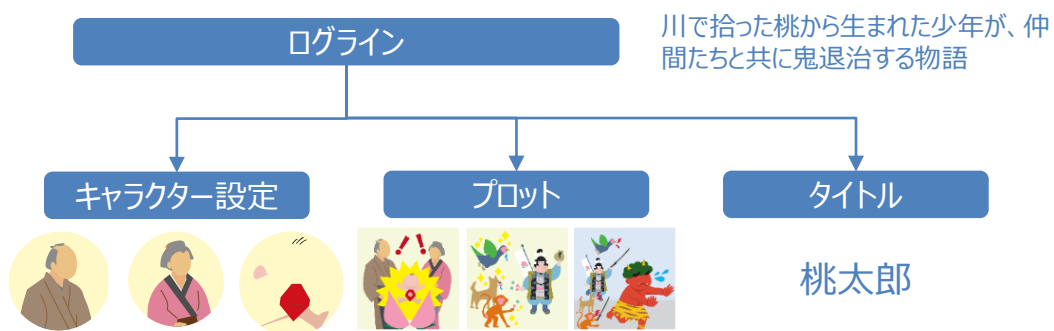 ログライン
川で拾った桃から生まれた少年が、仲
間たちと共に鬼退治する物語
キャラクター設定
プロット
タイトル
桃太郎